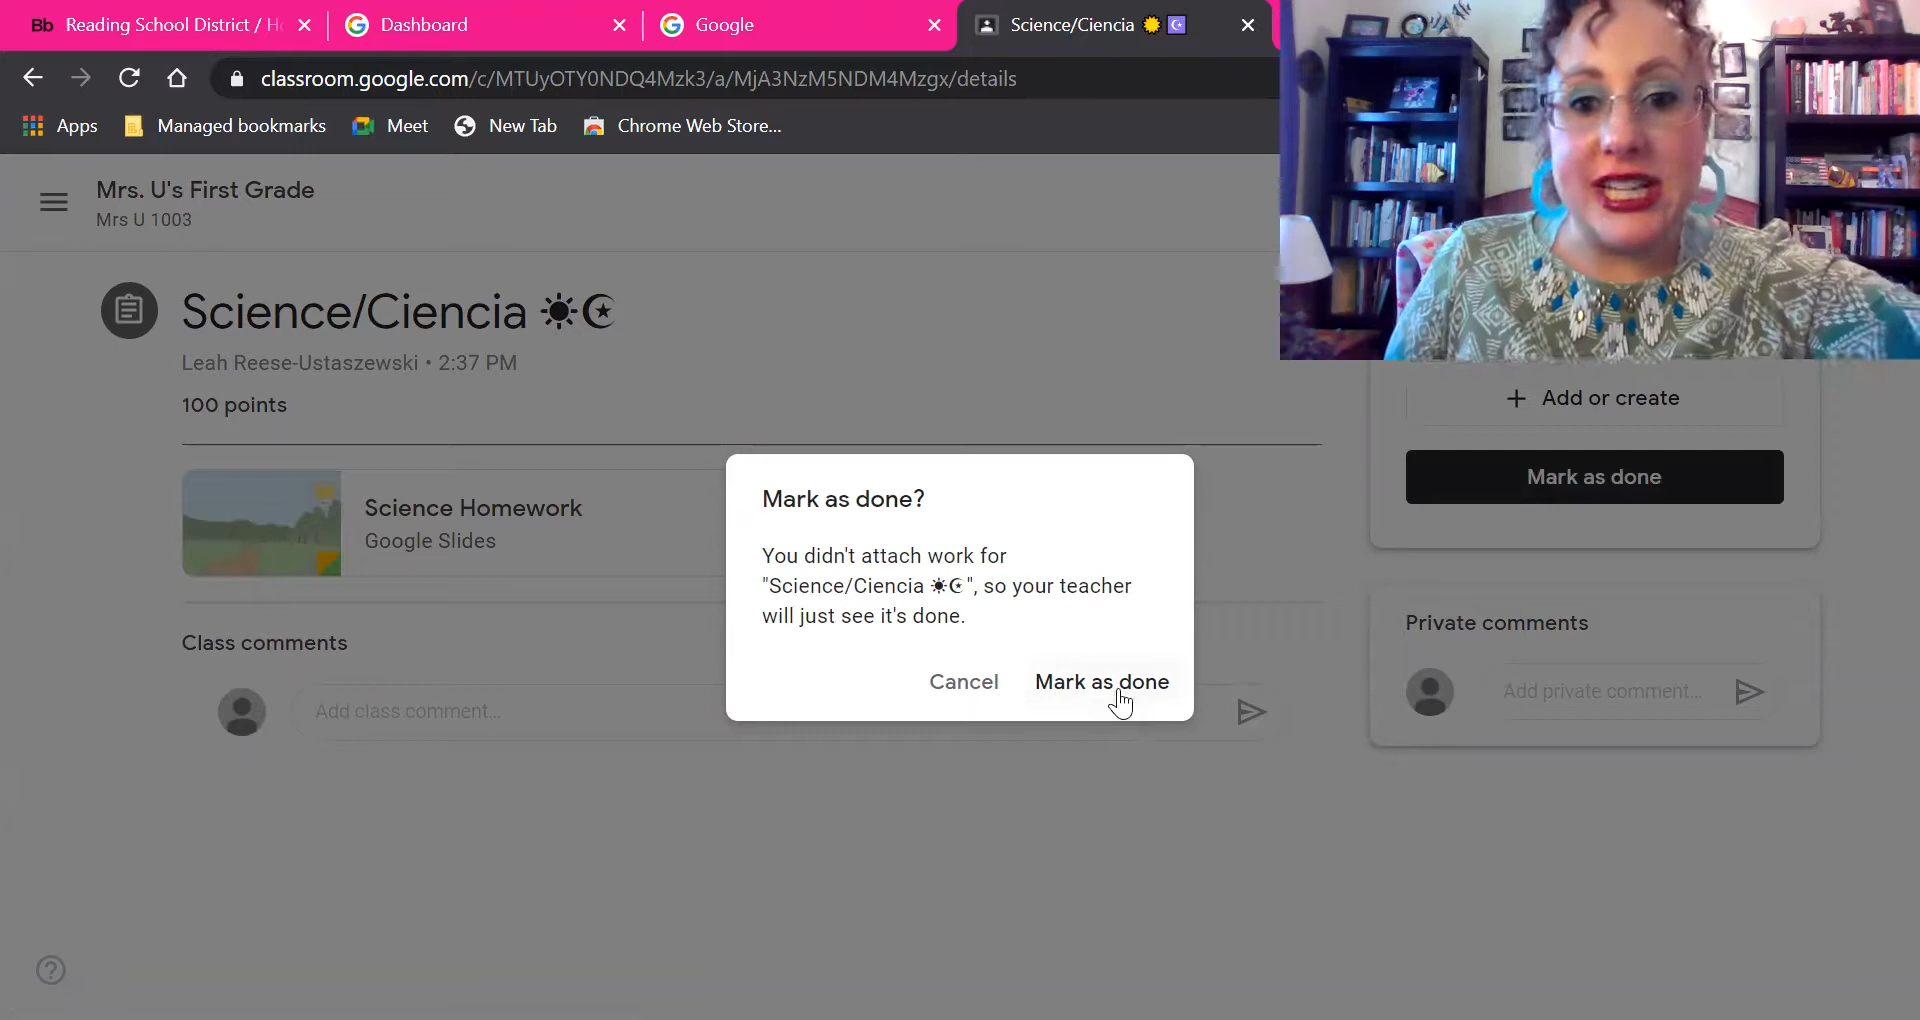 Bb Reading School District / H
Dashboard
Google
Science/Ciencia
classroom.google.com/c/MTUyOTY0NDQ4Mzk3/a/MjA3NzM5NDM4Mzgx/details
Apps
Managed bookmarks
Meet
New Tab
Chrome Web Store...
Mrs. U's First Grade
Mrs U 1003
Science/Ciencia ☀☪
Leah Reese-Ustaszewski • 2:37 PM
100 points
+ Add or create
Mark as done
Science Homework
Google Slides
Mark as done?
You didn't attach work for
"Science/Ciencia ☀☪", so your teacher
will just see it's done.
Cancel
Mark as done
Class comments
Add class comment...
Private comments
Add private comment...